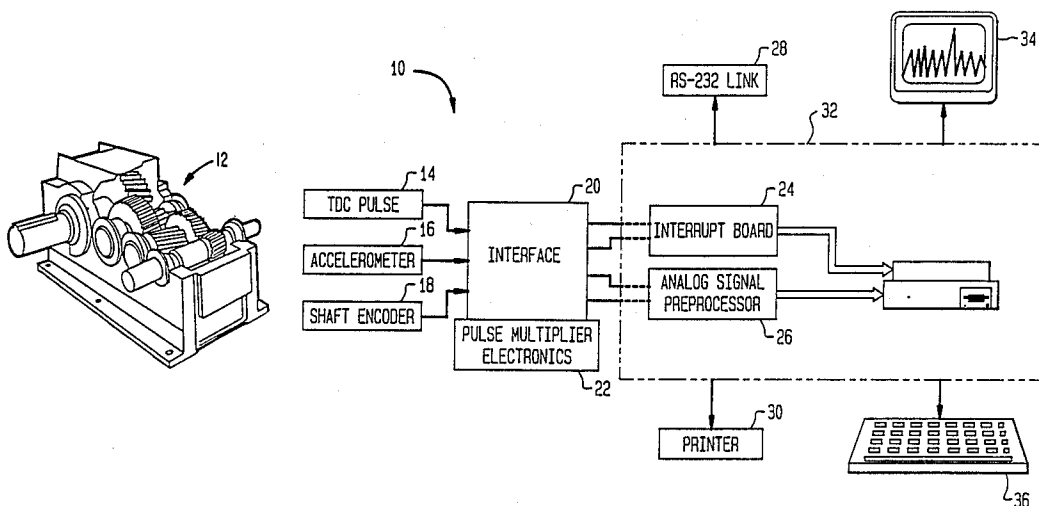 10
12
14
TDC PULSE
16
ACCELEROMETER
18
SHAFT ENCODER
20
INTERFACE
PULSE MULTIPLIER
ELECTRONICS
22
24
INTERRUPT BOARD
ANALOG SIGNAL
PREPROCESSOR
26
28
RS-232 LINK
30
PRINTER
32
34
36